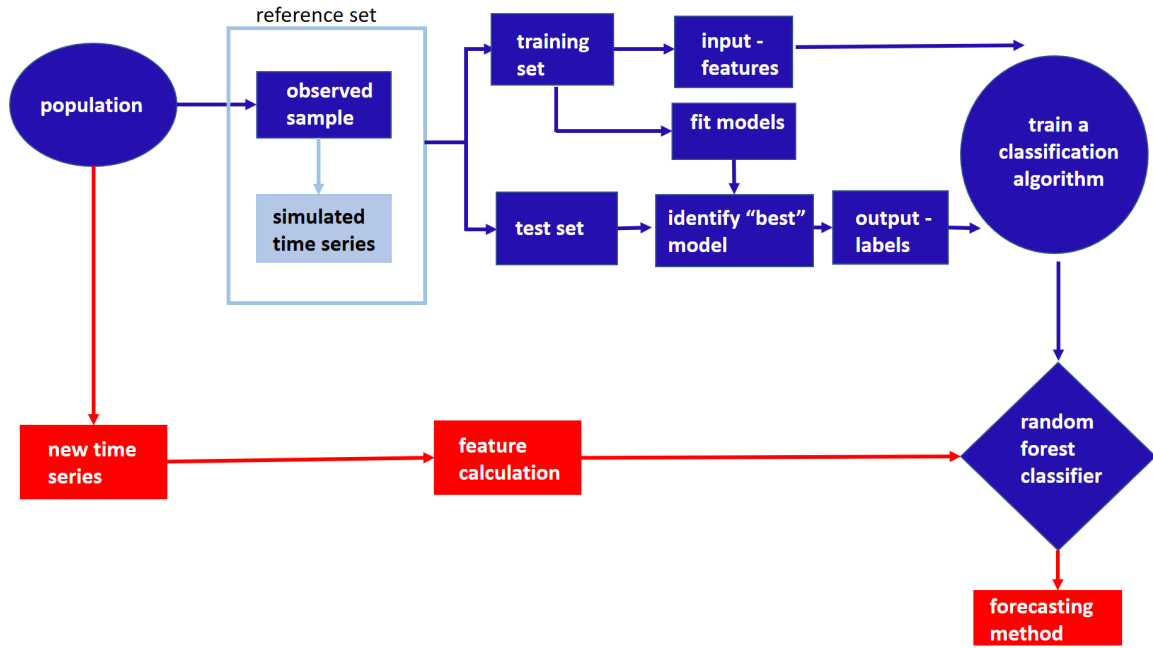 reference set
population
observed
sample
simulated
time series
training
set
input -
features
fit models
test set
identify “best”
model
output -
labels
train a
classification
algorithm
new time
series
feature
calculation
random
forest
classifier
forecasting
method